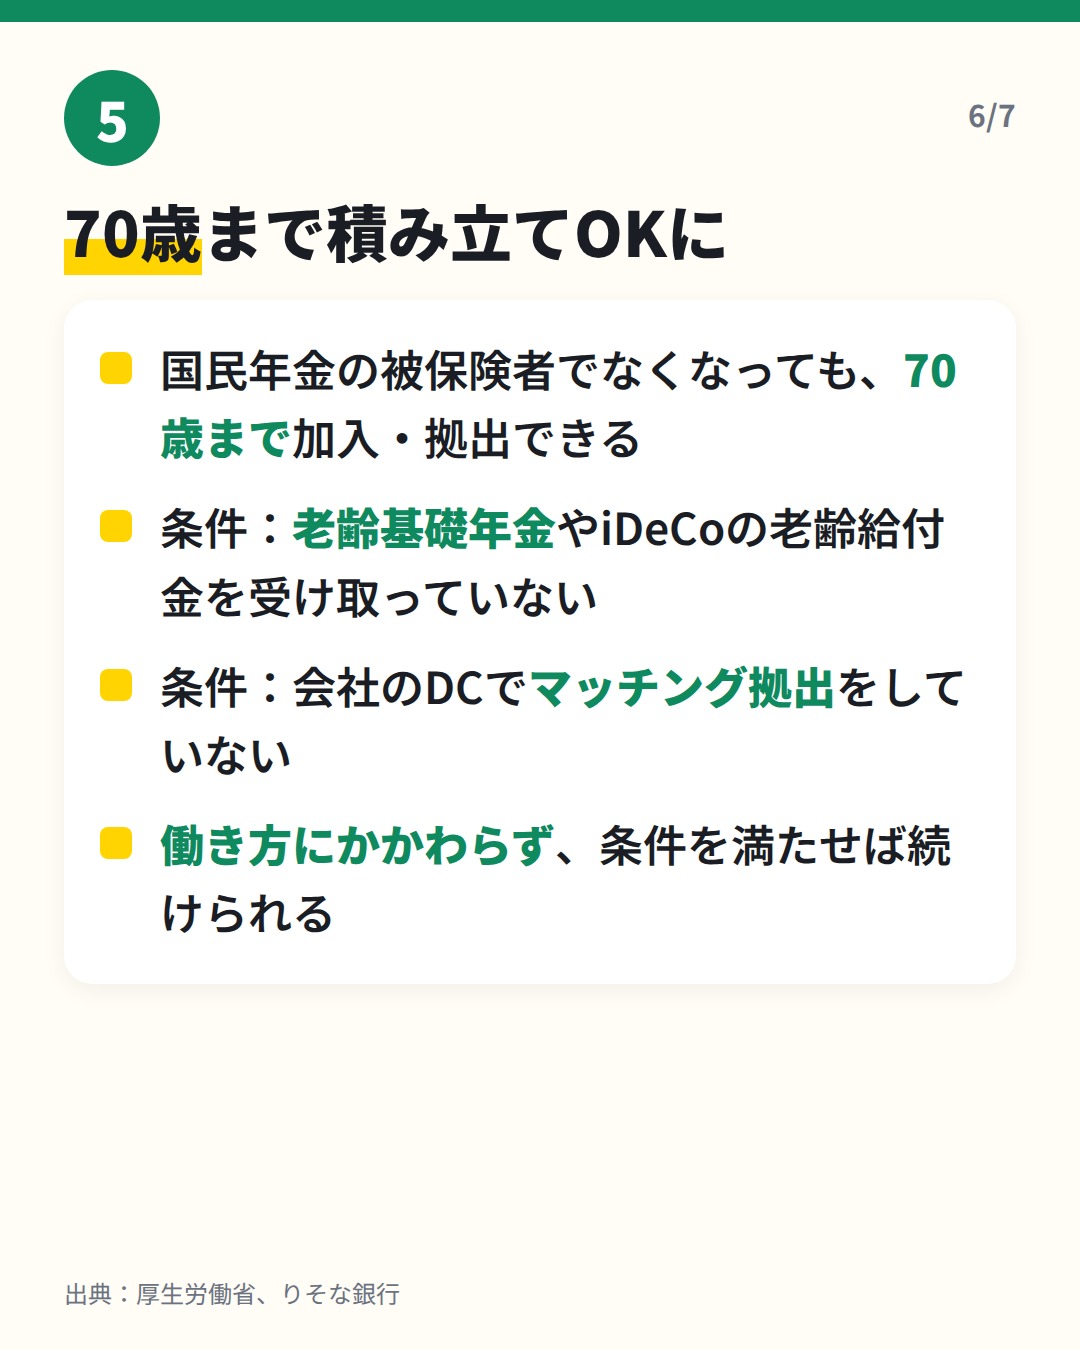 5
6/7
70歳まで積み立てOKに
国民年金の被保険者でなくなっても、70
歳まで加入・拠出できる
条件：老齢基礎年金やiDeCoの老齢給付
金を受け取っていない
条件：会社のDCでマッチング拠出をして
いない
働き方にかかわらず、条件を満たせば続
けられる
出典：厚生労働省、りそな銀行